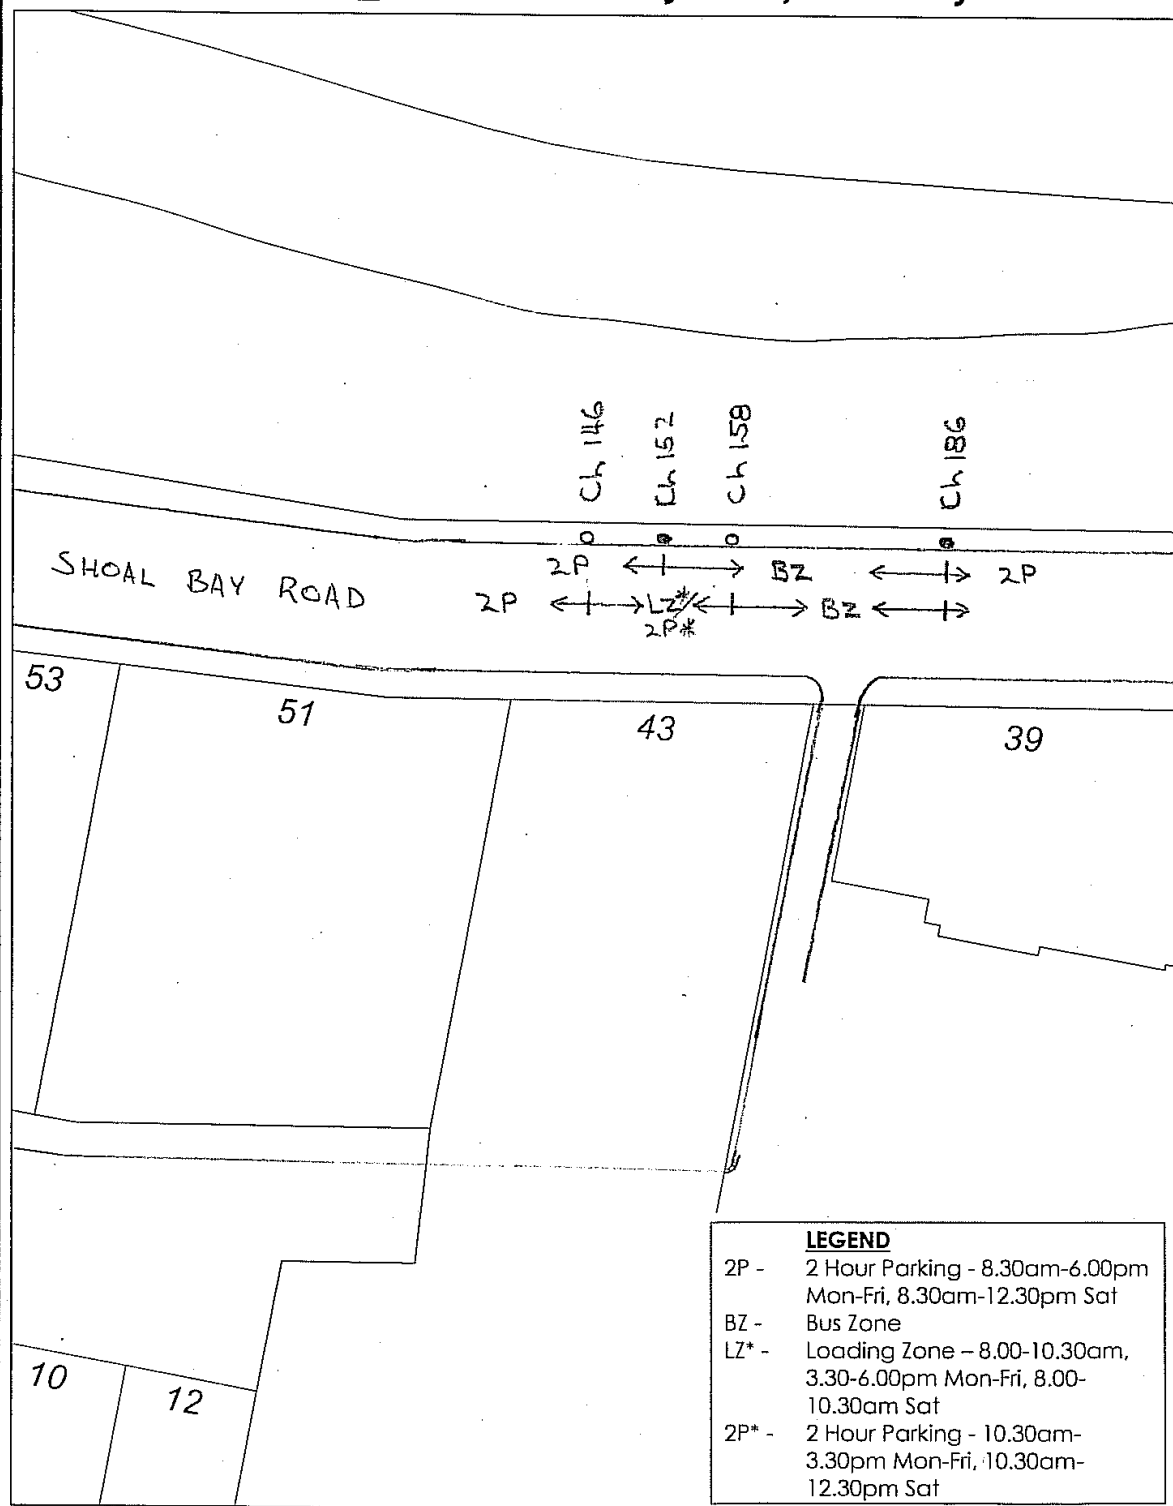 Ch 146
Ch 152
Ch 158
Ch 186
2P BZ 2P
SHOAL BAY ROAD
2P LZ*/ BZ
2P*
53
51
43
39
LEGEND
2P - 2 Hour Parking - 8.30am-6.00pm
Mon-Fri, 8.30am-12.30pm Sat
BZ - Bus Zone
LZ* - Loading Zone – 8.00-10.30am,
3.30-6.00pm Mon-Fri, 8.00-
10.30am Sat
2P* - 2 Hour Parking - 10.30am-
3.30pm Mon-Fri, 10.30am-
12.30pm Sat
10
12